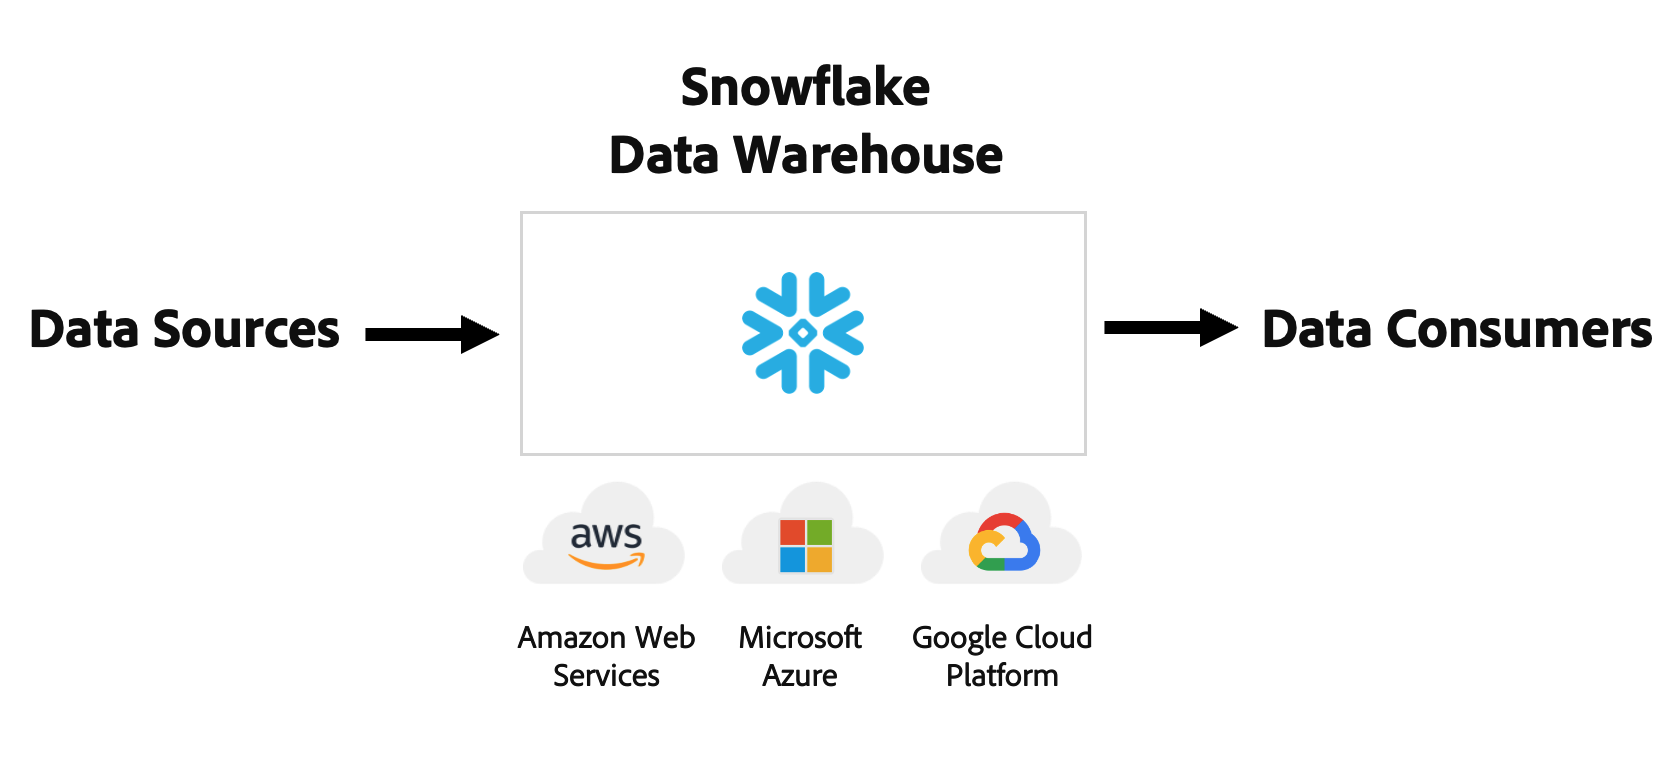 Snowflake
Data Warehouse
Data Sources
Data Consumers
aws
Amazon Web
Services
Microsoft
Azure
Google Cloud
Platform